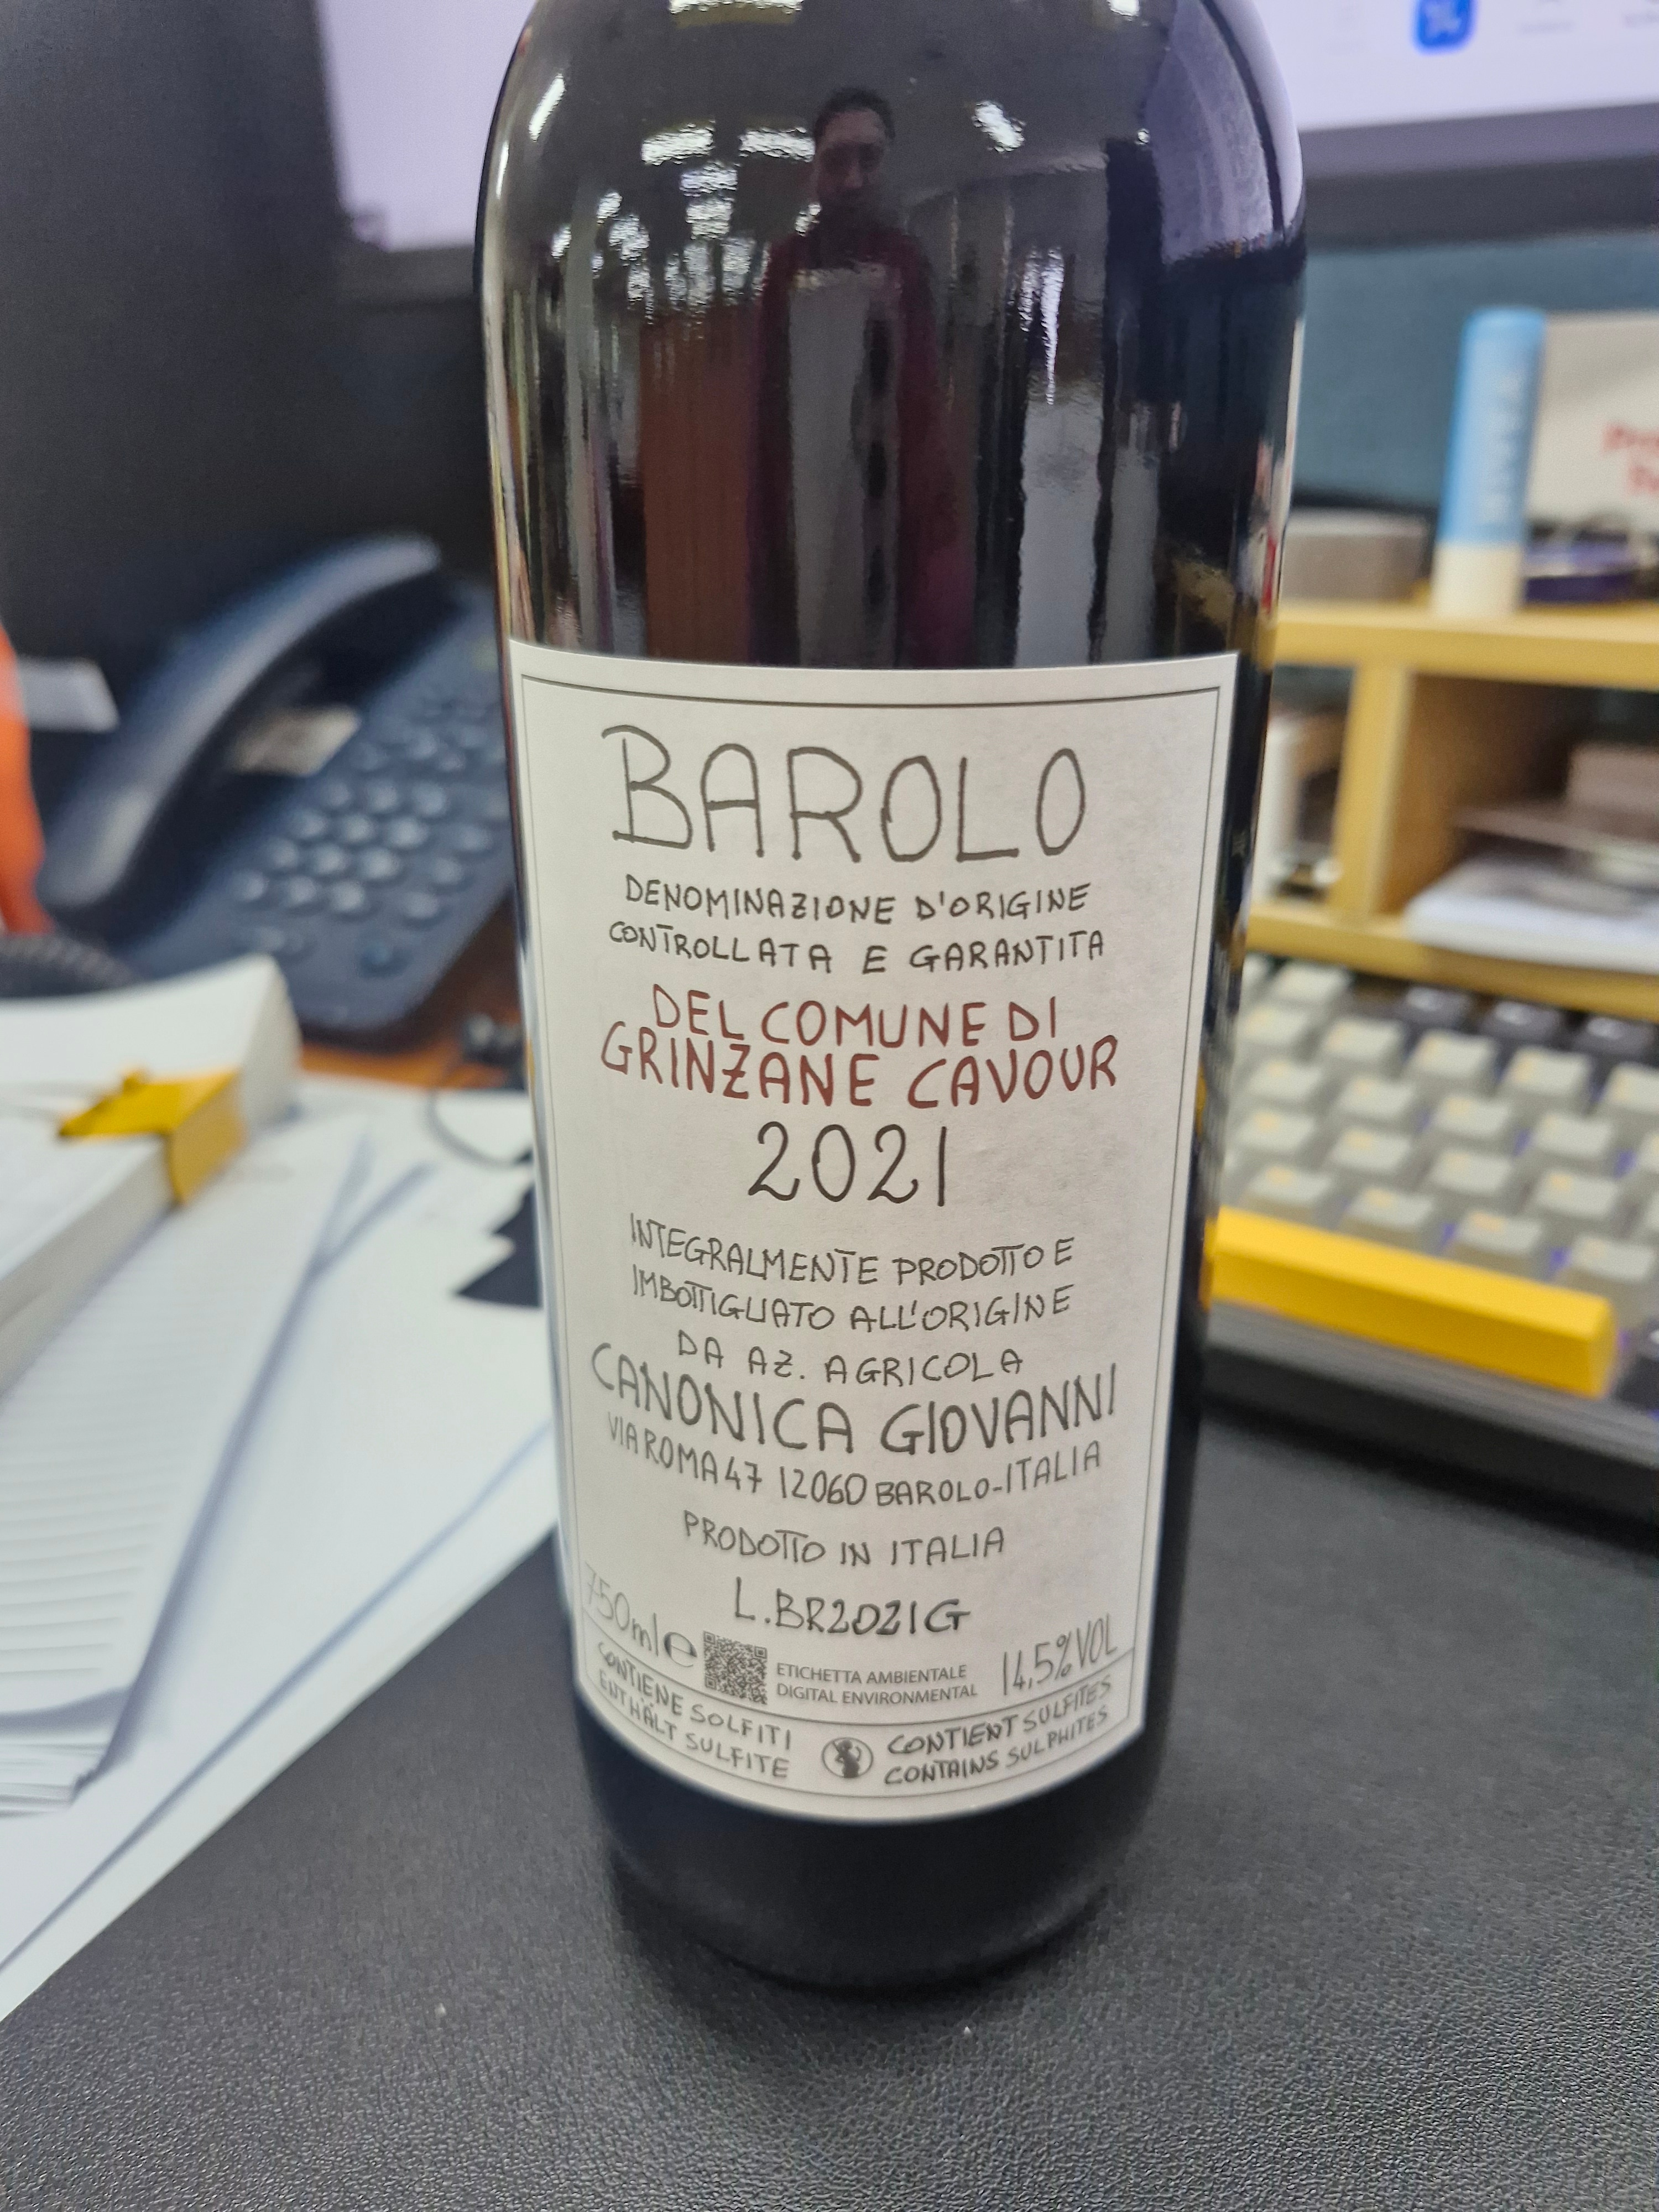 BAROLO
DENOMINAZIONE D'ORIGINE
CONTROLLATA E GARANTITA
DEL COMUNE DI
GRINZANE CAVOUR
2021
INTEGRALMENTE PRODOTTO E
IMBOTTIGLIATO ALL'ORIGINE
DA AZ. AGRICOLA
CANONICA GIOVANNI
VIA ROMA 47 12060 BAROLO-ITALIA
PRODOTTO IN ITALIA
L.BR2021G
750ml e
ETICHETTA AMBIENTALE
DIGITAL ENVIRONMENTAL
14,5% VOL
CONTIENE SOLFITI
ENTHÄLT SULFITE
CONTIENT SULFITES
CONTAINS SULPHITES